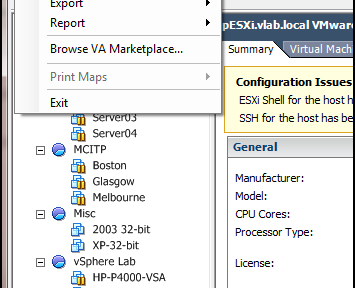 Export
Report
Browse VA Marketplace...
Print Maps
Exit
Server03
Server04
MCITP
Boston
Glasgow
Melbourne
Misc
2003 32-bit
XP-32-bit
vSphere Lab
HP-P4000-VSA
pESXi.vlab.local VMware
Summary Virtual Mach
Configuration Issues
ESXi Shell for the host h
SSH for the host has be
General
Manufacturer:
Model:
CPU Cores:
Processor Type:
License: